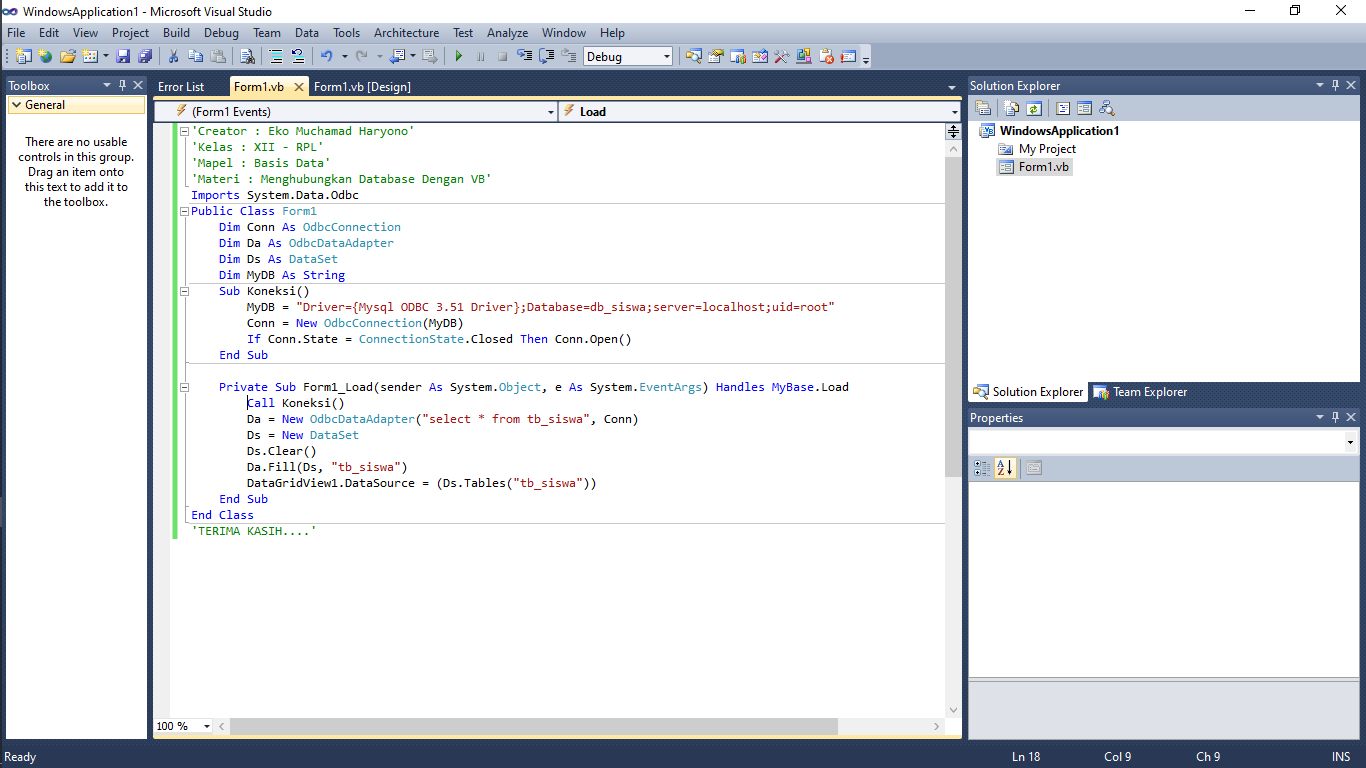 WindowsApplication1 - Microsoft Visual Studio
File Edit View Project Build Debug Team Data Tools Architecture Test Analyze Window Help
Debug
Toolbox
General
There are no usable
controls in this group.
Drag an item onto
this text to add it to
the toolbox.
Error List Form1.vb Form1.vb [Design]
(Form1 Events) Load
'Creator : Eko Muchamad Haryono'
'Kelas : XII - RPL'
'Mapel : Basis Data'
'Materi : Menghubungkan Database Dengan VB'
Imports System.Data.Odbc
Public Class Form1
Dim Conn As OdbcConnection
Dim Da As OdbcDataAdapter
Dim Ds As DataSet
Dim MyDB As String
Sub Koneksi()
MyDB = "Driver={Mysql ODBC 3.51 Driver};Database=db_siswa;server=localhost;uid=root"
Conn = New OdbcConnection(MyDB)
If Conn.State = ConnectionState.Closed Then Conn.Open()
End Sub
Private Sub Form1_Load(sender As System.Object, e As System.EventArgs) Handles MyBase.Load
Call Koneksi()
Da = New OdbcDataAdapter("select * from tb_siswa", Conn)
Ds = New DataSet
Ds.Clear()
Da.Fill(Ds, "tb_siswa")
DataGridView1.DataSource = (Ds.Tables("tb_siswa"))
End Sub
End Class
'TERIMA KASIH....'
100 %
Solution Explorer
WindowsApplication1
My Project
Form1.vb
Solution Explorer Team Explorer
Properties
Ready Ln 18 Col 9 Ch 9 INS